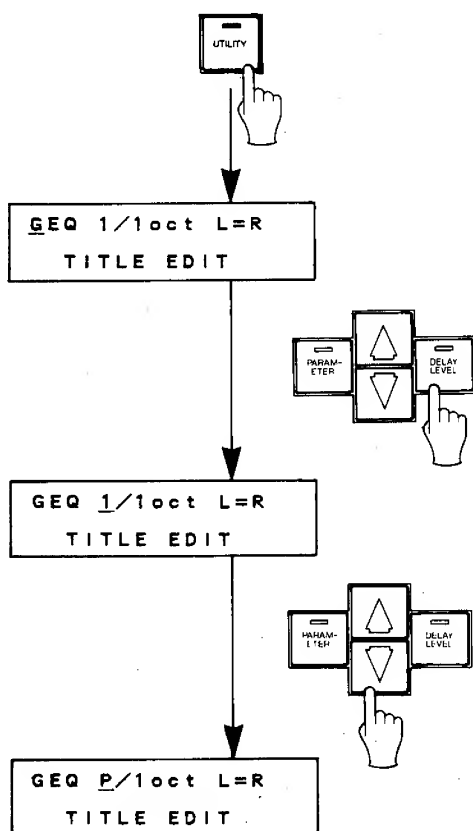 UTILITY
GEQ 1/1oct L=R
TITLE EDIT
PARAM-
ETER
DELAY
LEVEL
GEQ 1/1oct L=R
TITLE EDIT
PARAM-
ETER
DELAY
LEVEL
GEQ P/1oct L=R
TITLE EDIT